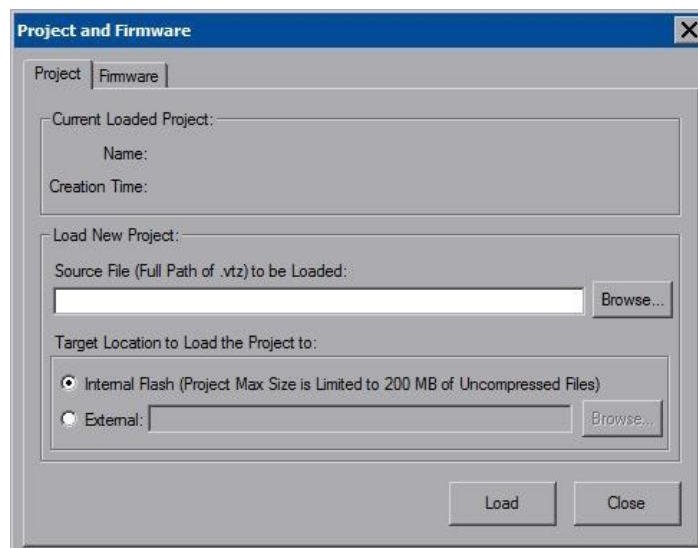 Project and Firmware
Project
Firmware
Current Loaded Project:
Name:
Creation Time:
Load New Project:
Source File (Full Path of .vtz) to be Loaded:
Browse...
Target Location to Load the Project to:
Internal Flash (Project Max Size is Limited to 200 MB of Uncompressed Files)
External:
Browse...
Load
Close